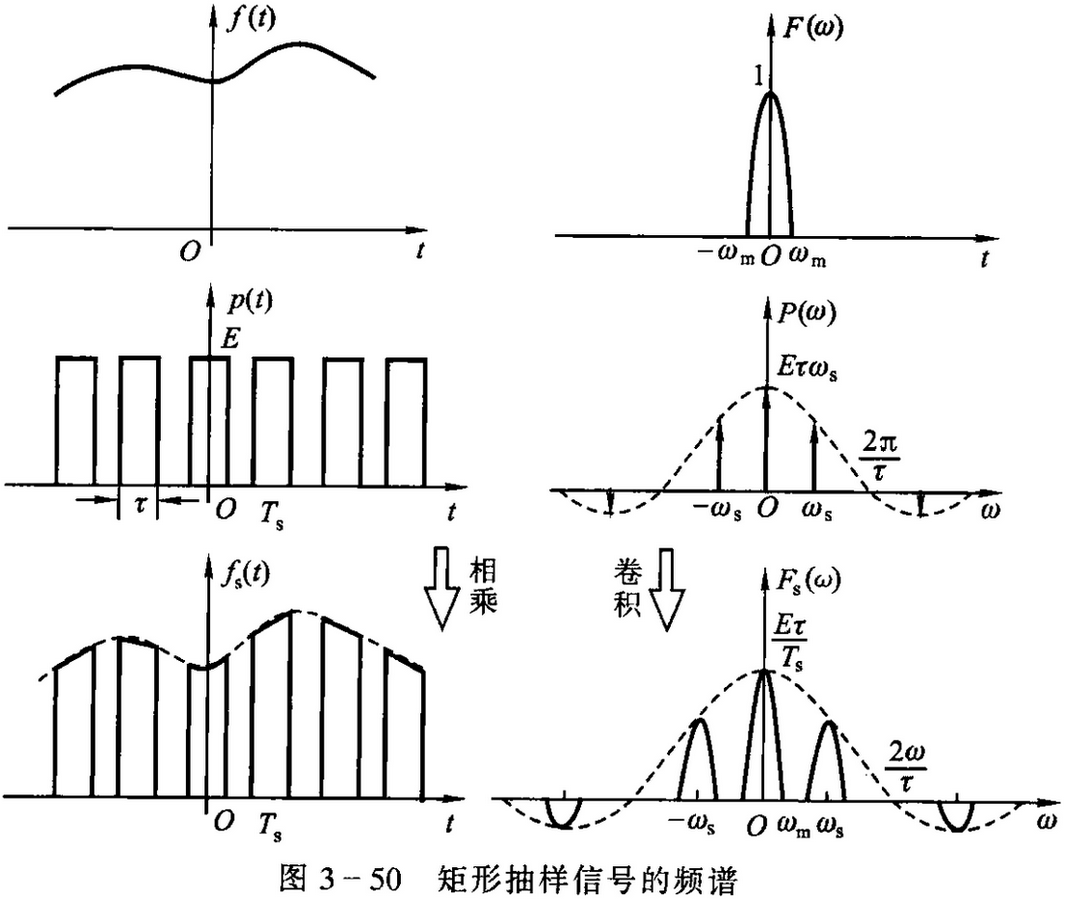 f(t)
O
t
F(ω)
1
-ωm O ωm
t
p(t)
E
τ
O Ts
t
P(ω)
Eτωs
2π/τ
-ωs O ωs
ω
相乘
卷积
fs(t)
O Ts
t
Fs(ω)
Eτ/Ts
2ω/τ
-ωs O ωm ωs
ω
图 3-50 矩形抽样信号的频谱